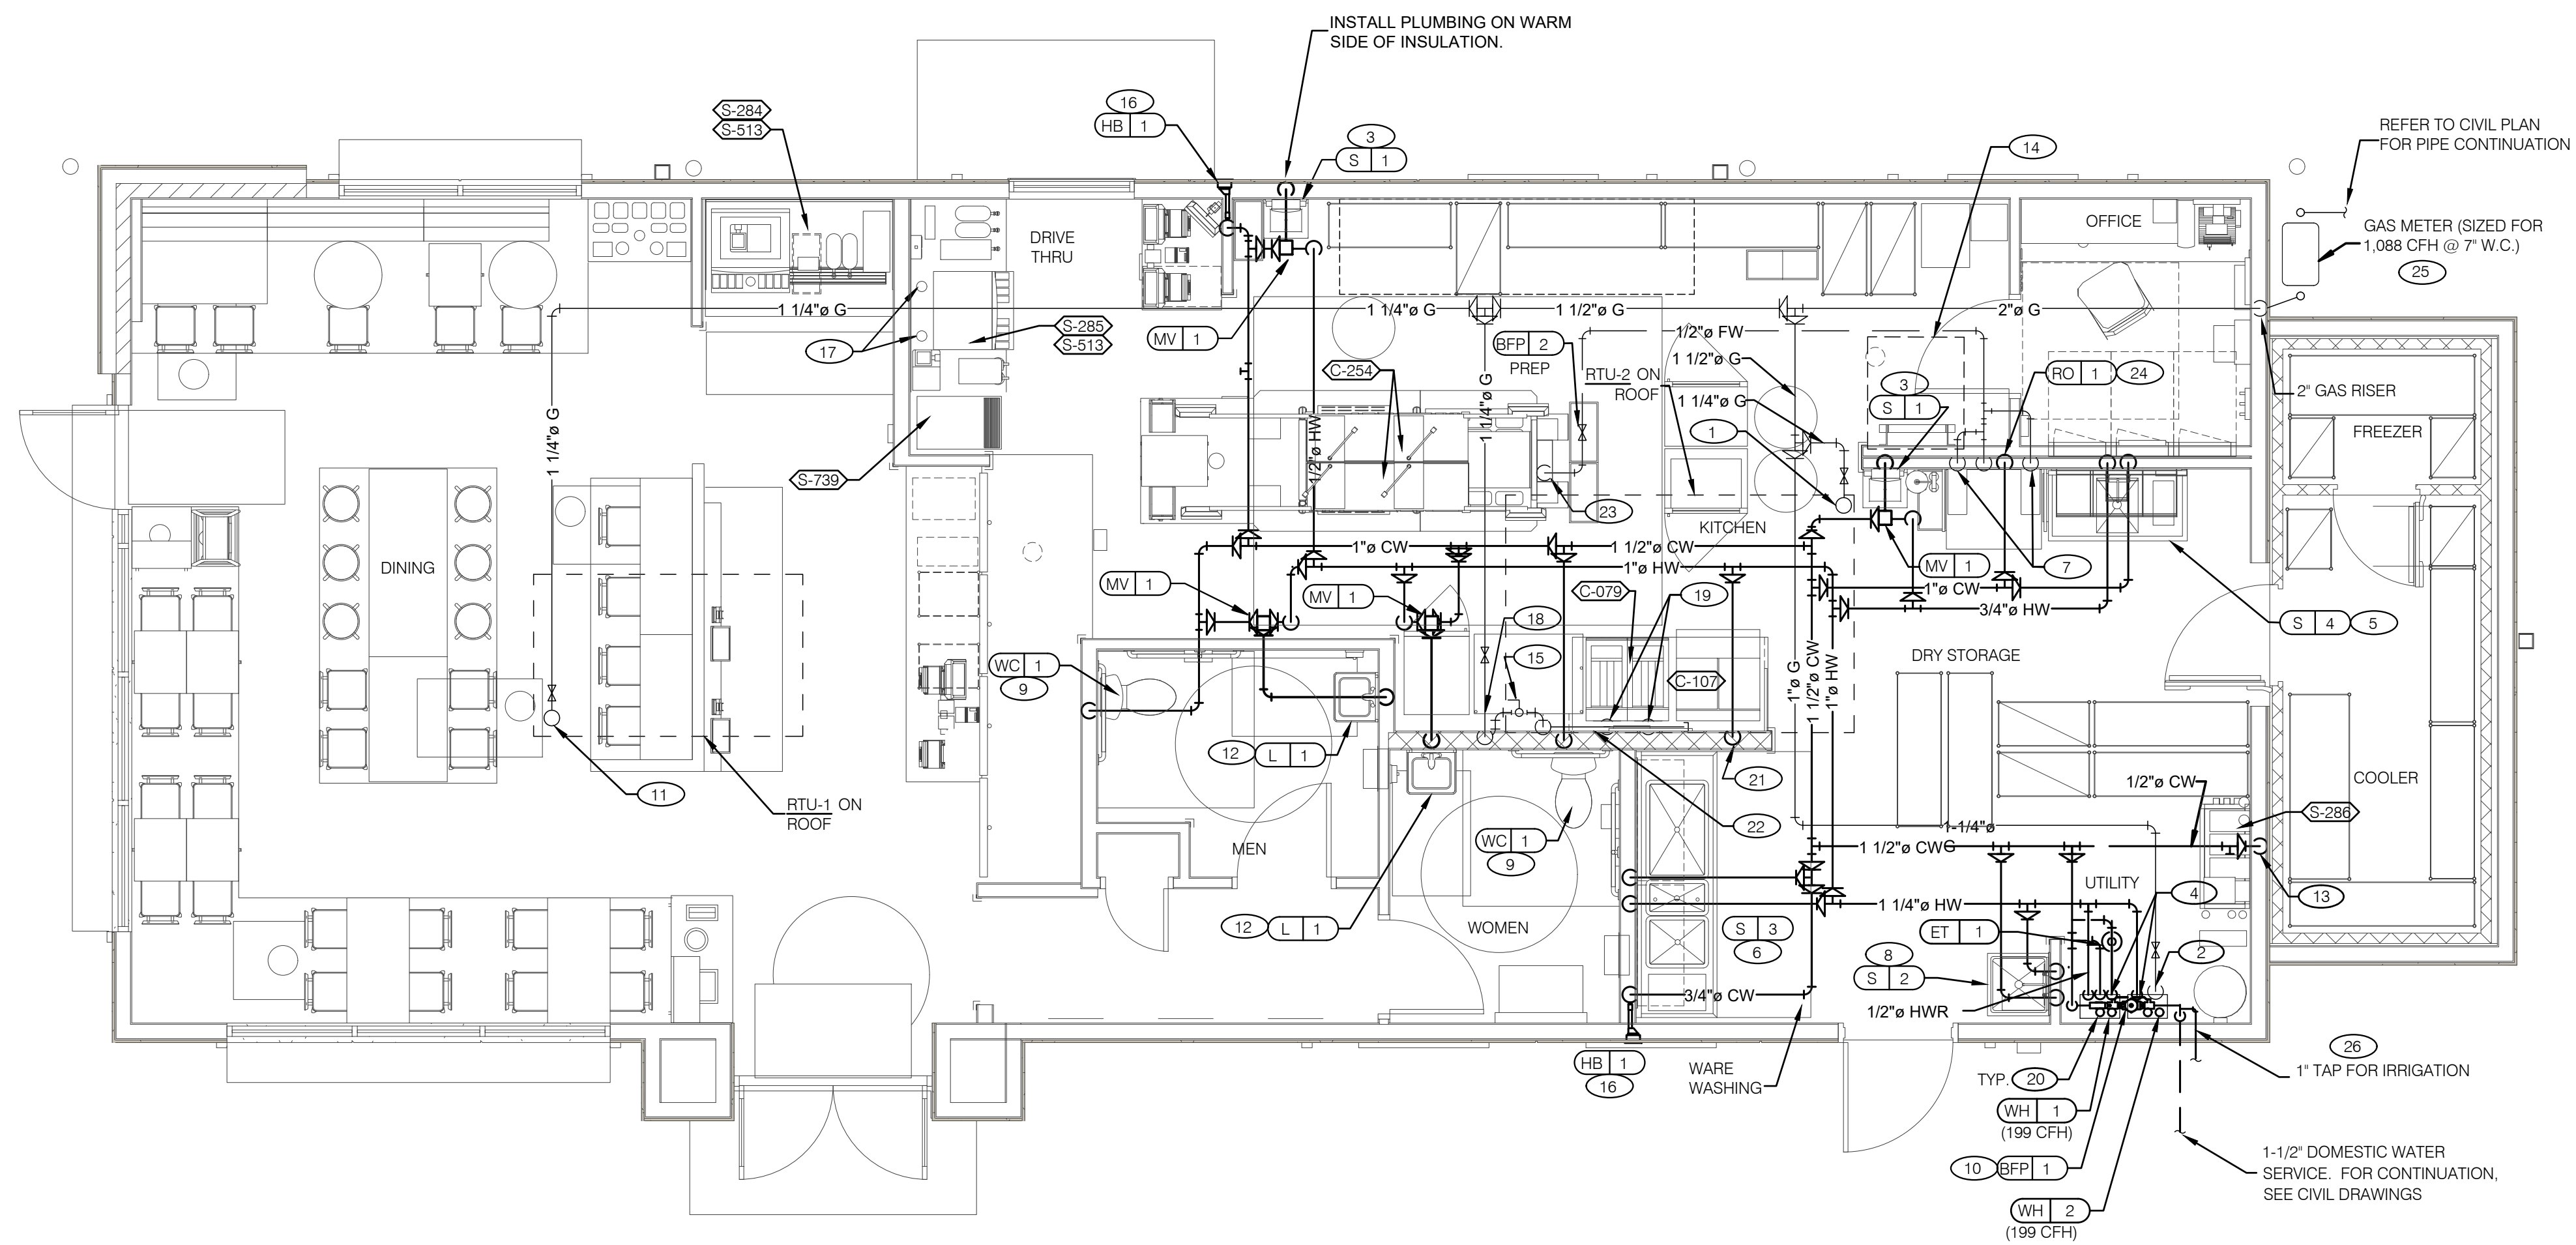 INSTALL PLUMBING ON WARM
SIDE OF INSULATION.
S-284
S-513
16
HB 1
3
S 1
14
REFER TO CIVIL PLAN
FOR PIPE CONTINUATION
OFFICE
GAS METER (SIZED FOR
1,088 CFH @ 7" W.C.)
25
DRIVE
THRU
1 1/4"ø G
1 1/4"ø G
1 1/2"ø G
2"ø G
S-285
S-513
17
MV 1
BFP 2
PREP
1/2"ø FW
1 1/2"ø G
C-254
RTU-2 ON
ROOF
1 1/4"ø G
3
S 1
RO 1
24
2" GAS RISER
FREEZER
1 1/4"ø G
1/2"ø HW
1 1/4"ø G
1
S-739
23
KITCHEN
DINING
1"ø CW
1 1/2"ø CW
1"ø HW
MV 1
MV 1
MV 1
7
C-079
19
1"ø CW
3/4"ø HW
18
S 4
5
WC 1
9
15
C-107
DRY STORAGE
1"ø G
1 1/2"ø CW
1"ø HW
12
L 1
21
COOLER
11
RTU-1 ON
ROOF
1/2"ø CW
22
S-286
MEN
WC 1
9
1-1/4"ø
1 1/2"ø CWG
UTILITY
4
13
1 1/4"ø HW
12
L 1
WOMEN
S 3
6
ET 1
8
S 2
2
3/4"ø CW
1/2"ø HWR
HB 1
16
WARE
WASHING
TYP.
20
26
1" TAP FOR IRRIGATION
WH 1
(199 CFH)
10
BFP 1
1-1/2" DOMESTIC WATER
SERVICE. FOR CONTINUATION,
SEE CIVIL DRAWINGS
WH 2
(199 CFH)